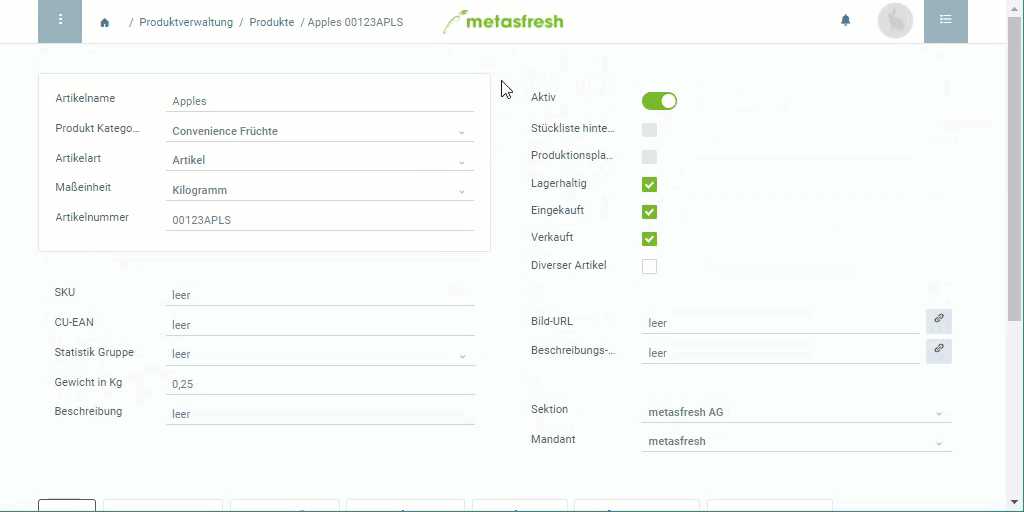 / Produktverwaltung / Produkte / Apples 00123APLS
metasfresh
Artikelname Apples
Produkt Katego... Convenience Früchte
Artikelart Artikel
Maßeinheit Kilogramm
Artikelnummer 00123APLS
SKU leer
CU-EAN leer
Statistik Gruppe leer
Gewicht in Kg 0,25
Beschreibung leer
Aktiv
Stückliste hinte...
Produktionspla...
Lagerhaltig
Eingekauft
Verkauft
Diverser Artikel
Bild-URL leer
Beschreibungs-... leer
Sektion metasfresh AG
Mandant metasfresh